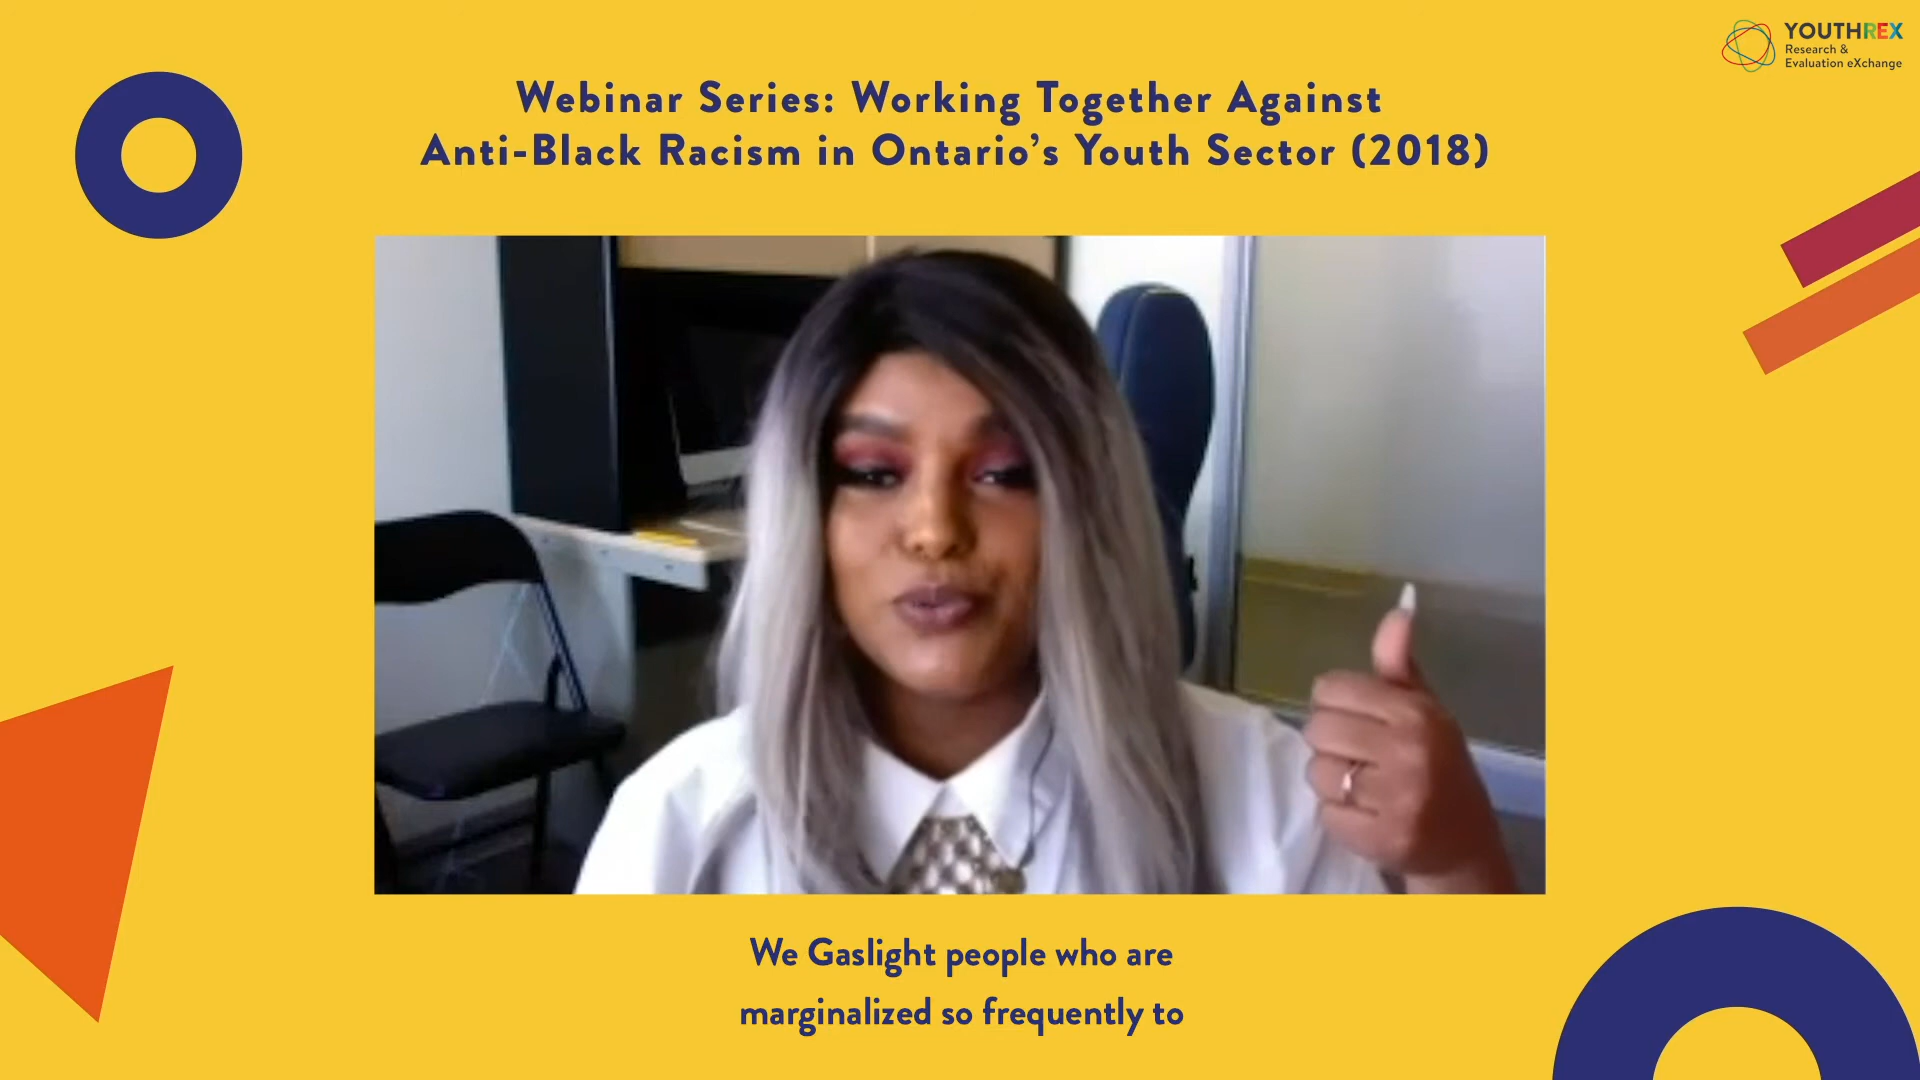 YOUTHREX
Research &
Evaluation eXchange
Webinar Series: Working Together Against
Anti-Black Racism in Ontario's Youth Sector (2018)
We Gaslight people who are
marginalized so frequently to